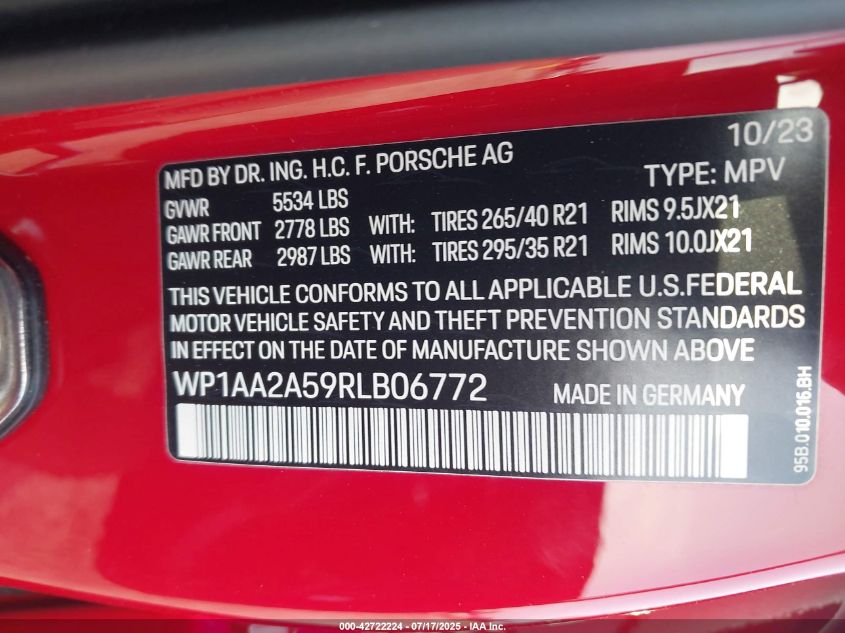 10/23
MFD BY DR. ING. H.C. F. PORSCHE AG
TYPE: MPV
GVWR 5534 LBS
GAWR FRONT 2778 LBS WITH: TIRES 265/40 R21 RIMS 9.5JX21
GAWR REAR 2987 LBS WITH: TIRES 295/35 R21 RIMS 10.0JX21
THIS VEHICLE CONFORMS TO ALL APPLICABLE U.S.FEDERAL
MOTOR VEHICLE SAFETY AND THEFT PREVENTION STANDARDS
IN EFFECT ON THE DATE OF MANUFACTURE SHOWN ABOVE
WP1AA2A59RLB06772 MADE IN GERMANY
95B.010.016.BH
000-42722224 - 07/17/2025 - IAA Inc.